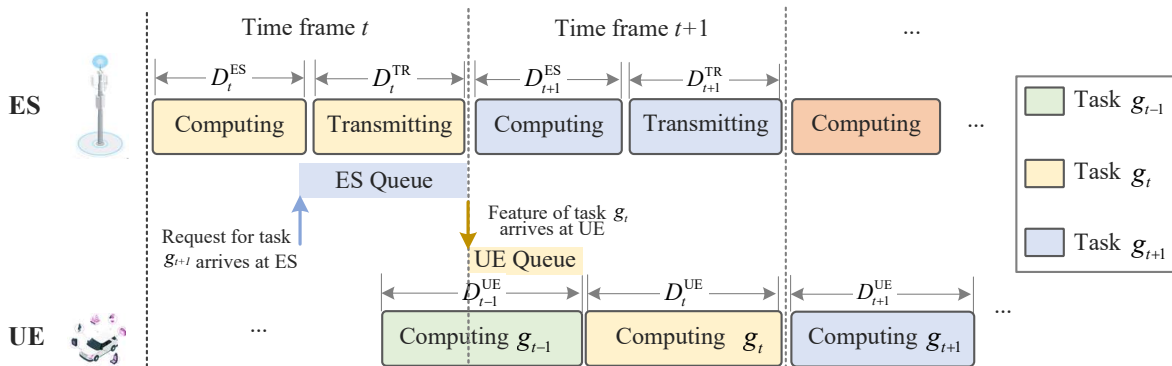 Time frame t
Time frame t+1
...
D_t^ES
D_t^TR
D_{t+1}^ES
D_{t+1}^TR
ES
Computing
Transmitting
Computing
Transmitting
Computing
...
Task g_{t-1}
Task g_t
Task g_{t+1}
ES Queue
Request for task
g_{t+1} arrives at ES
Feature of task g_t
arrives at UE
UE Queue
D_{t-1}^UE
D_t^UE
D_{t+1}^UE
UE
...
Computing g_{t-1}
Computing g_t
Computing g_{t+1}
...